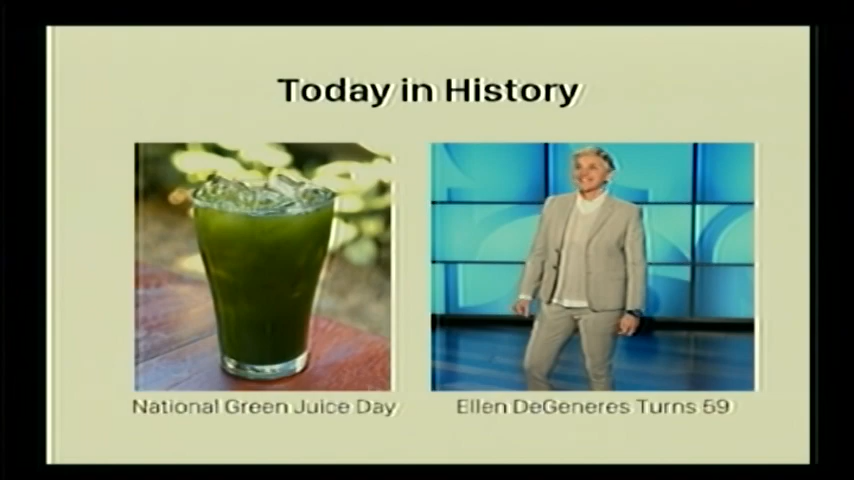 Today in History
National Green Juice Day
Ellen DeGeneres Turns 59